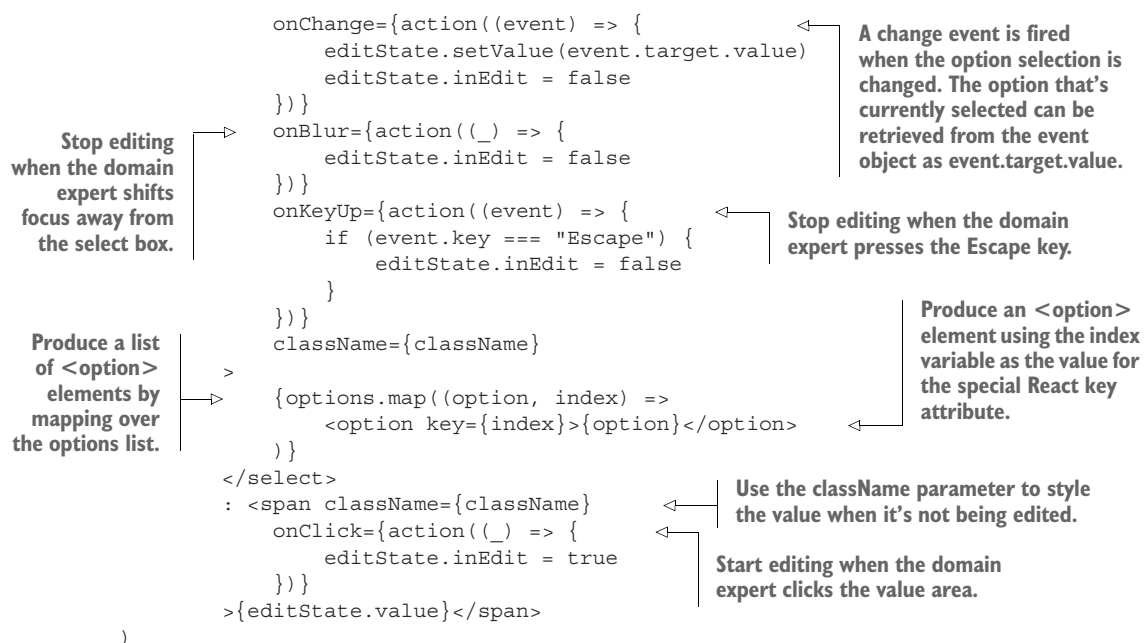 onChange={action((event) => {
editState.setValue(event.target.value)
editState.inEdit = false
})}
A change event is fired
when the option selection is
changed. The option that's
currently selected can be
retrieved from the event
object as event.target.value.
Stop editing
when the domain
expert shifts
focus away from
the select box.
onBlur={action((_) => {
editState.inEdit = false
})}
onKeyUp={action((event) => {
if (event.key === "Escape") {
editState.inEdit = false
}
})}
Stop editing when the domain
expert presses the Escape key.
className={className}
>
Produce a list
of <option>
elements by
mapping over
the options list.
{options.map((option, index) =>
<option key={index}>{option}</option>
)}
Produce an <option>
element using the index
variable as the value for
the special React key
attribute.
</select>
: <span className={className}
Use the className parameter to style
the value when it's not being edited.
onClick={action((_) => {
editState.inEdit = true
})}
Start editing when the domain
expert clicks the value area.
>{editState.value}</span>
)